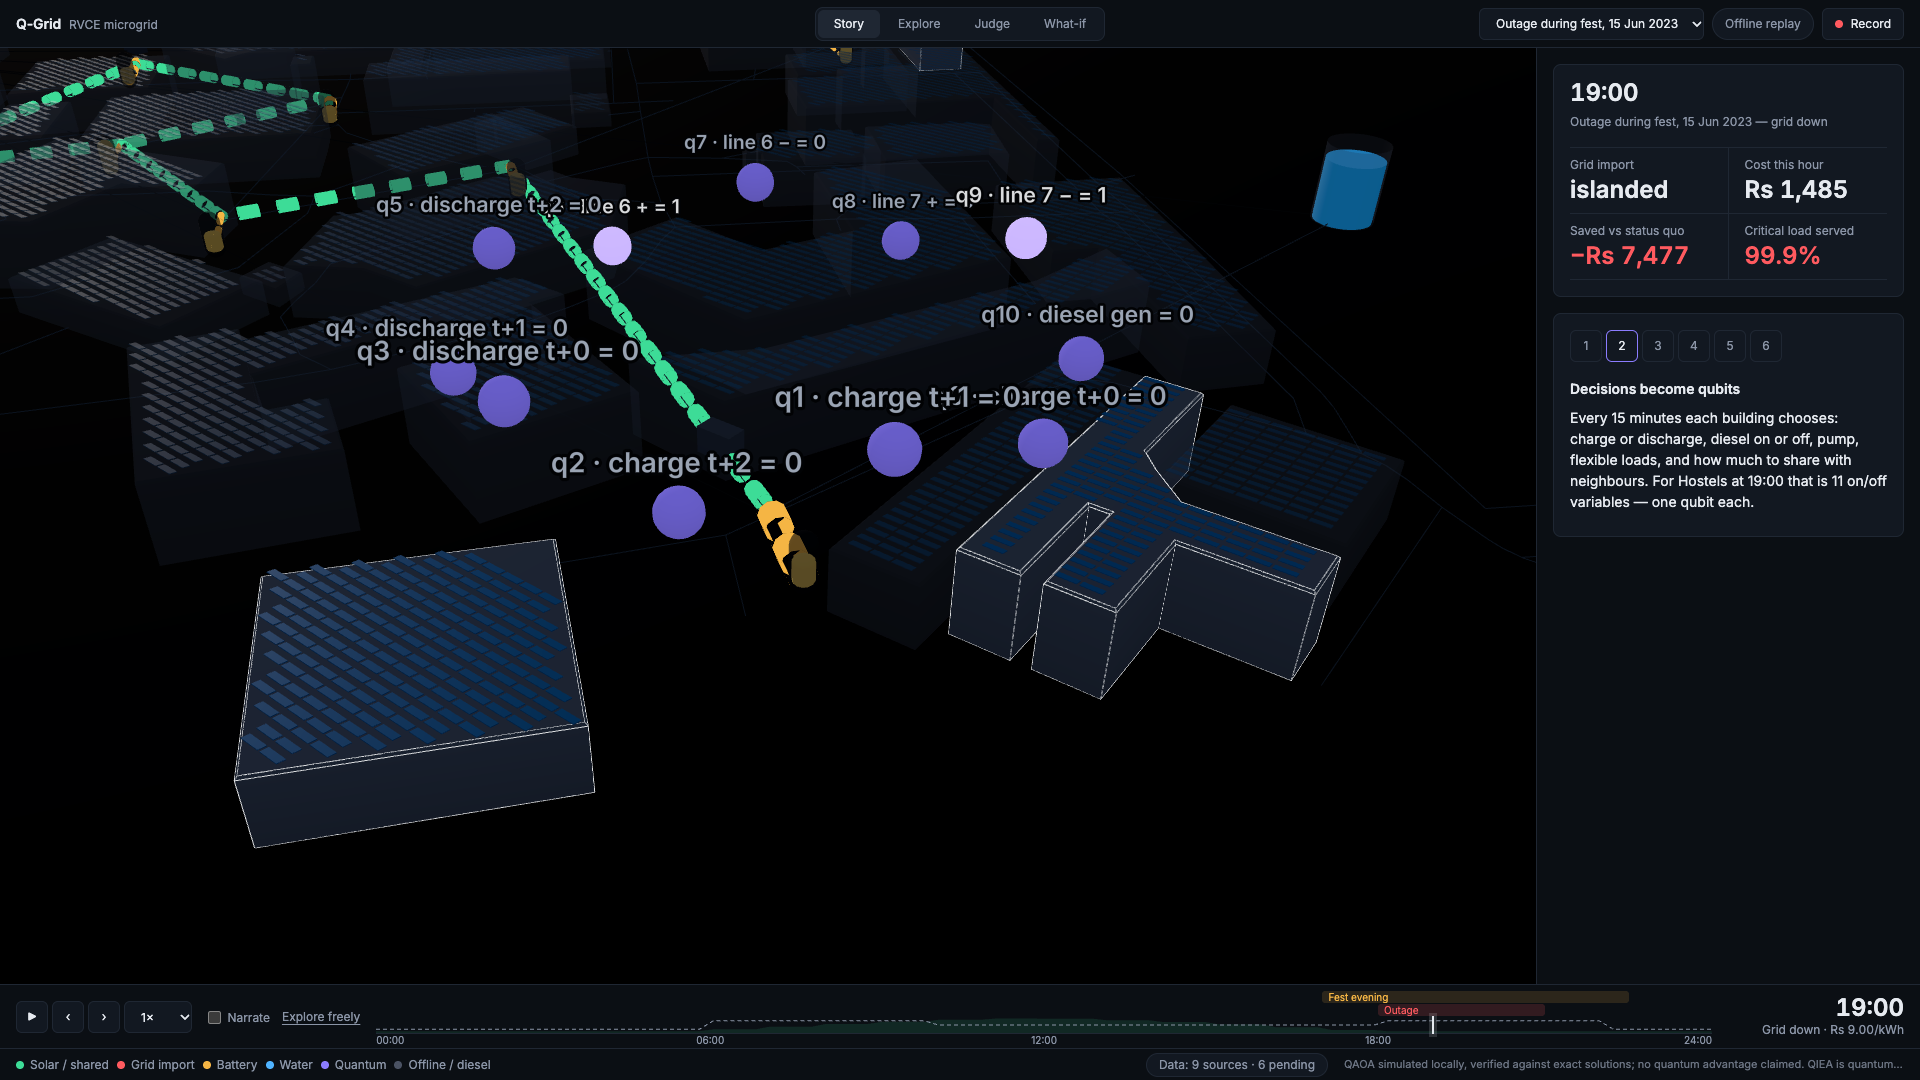 Q-Grid RVCE microgrid
Story Explore Judge What-if
Outage during fest, 15 Jun 2023
Offline replay
Record
q7 · line 6 − = 0
q5 · discharge t+2 = 0
line 6 + = 1
q8 · line 7 + =
q9 · line 7 − = 1
q10 · diesel gen = 0
q4 · discharge t+1 = 0
q3 · discharge t+0 = 0
q1 · charge t+1 = 0
charge t+0 = 0
q2 · charge t+2 = 0
19:00
Outage during fest, 15 Jun 2023 — grid down
Grid import
islanded
Cost this hour
Rs 1,485
Saved vs status quo
−Rs 7,477
Critical load served
99.9%
1 2 3 4 5 6
Decisions become qubits
Every 15 minutes each building chooses:
charge or discharge, diesel on or off, pump,
flexible loads, and how much to share with
neighbours. For Hostels at 19:00 that is 11 on/off
variables — one qubit each.
1×
Narrate
Explore freely
Fest evening
Outage
00:00 06:00 12:00 18:00 24:00
19:00
Grid down · Rs 9.00/kWh
Solar / shared Grid import Battery Water Quantum Offline / diesel
Data: 9 sources · 6 pending
QAOA simulated locally, verified against exact solutions; no quantum advantage claimed. QIEA is quantum...